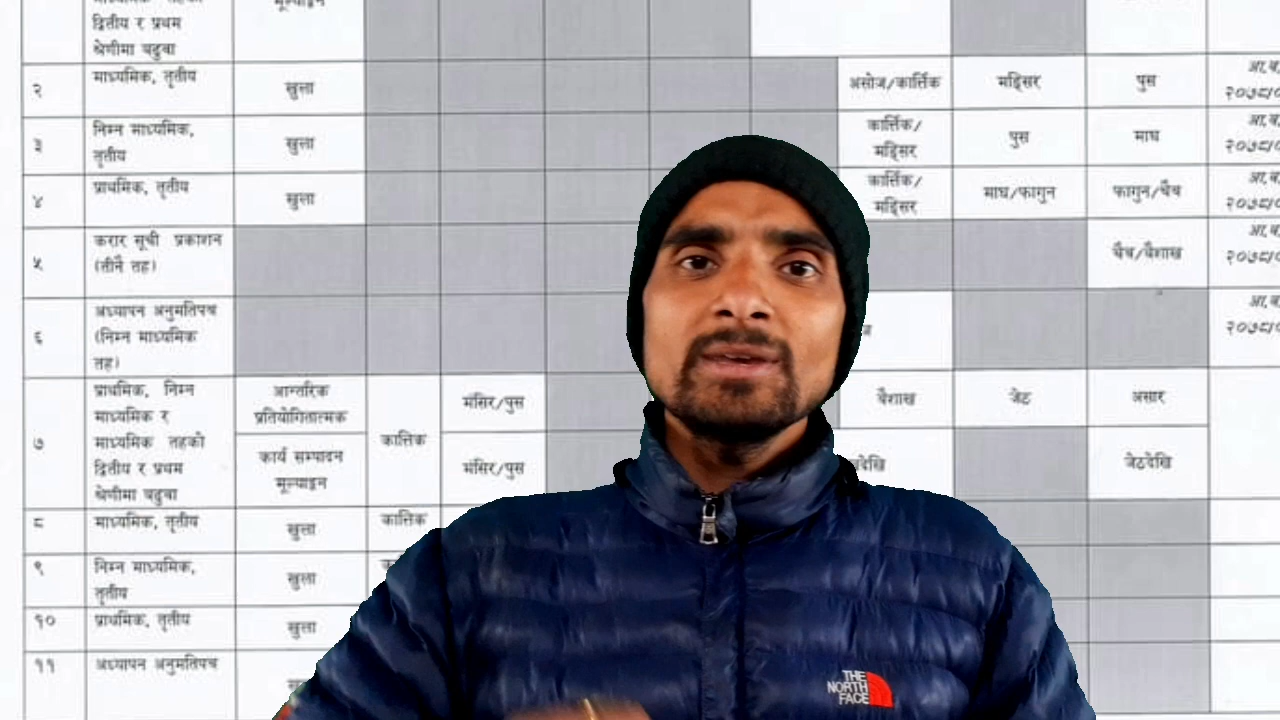 द्वितीय र प्रथम
श्रेणीमा बढुवा
मूल्याङ्कन
२
माध्यमिक, तृतीय
खुला
असोज/कार्तिक
मङ्सिर
पुस
३
निम्न माध्यमिक,
तृतीय
खुला
कार्त्तिक/
मङ्सिर
पुस
माघ
४
प्राथमिक, तृतीय
खुला
कार्त्तिक/
मङ्सिर
माघ/फागुन
फागुन/चैत्र
५
करार सूची प्रकाशन
(तीनै तह)
चैत्र/बैशाख
६
अध्यापन अनुमतिपत्र
(निम्न माध्यमिक
तह)
७
प्राथमिक, निम्न
माध्यमिक र
माध्यमिक तहको
द्वितीय र प्रथम
श्रेणीमा बढुवा
आन्तरिक
प्रतियोगितात्मक
कार्य सम्पादन
मूल्याङ्कन
कात्तिक
मंसिर/पुस
मंसिर/पुस
बैशाख
जेठ
असार
देखि
जेठदेखि
८
माध्यमिक, तृतीय
खुला
कात्तिक
९
निम्न माध्यमिक,
तृतीय
खुला
१०
प्राथमिक, तृतीय
खुला
११
अध्यापन अनुमतिपत्र
THE
NORTH
FACE